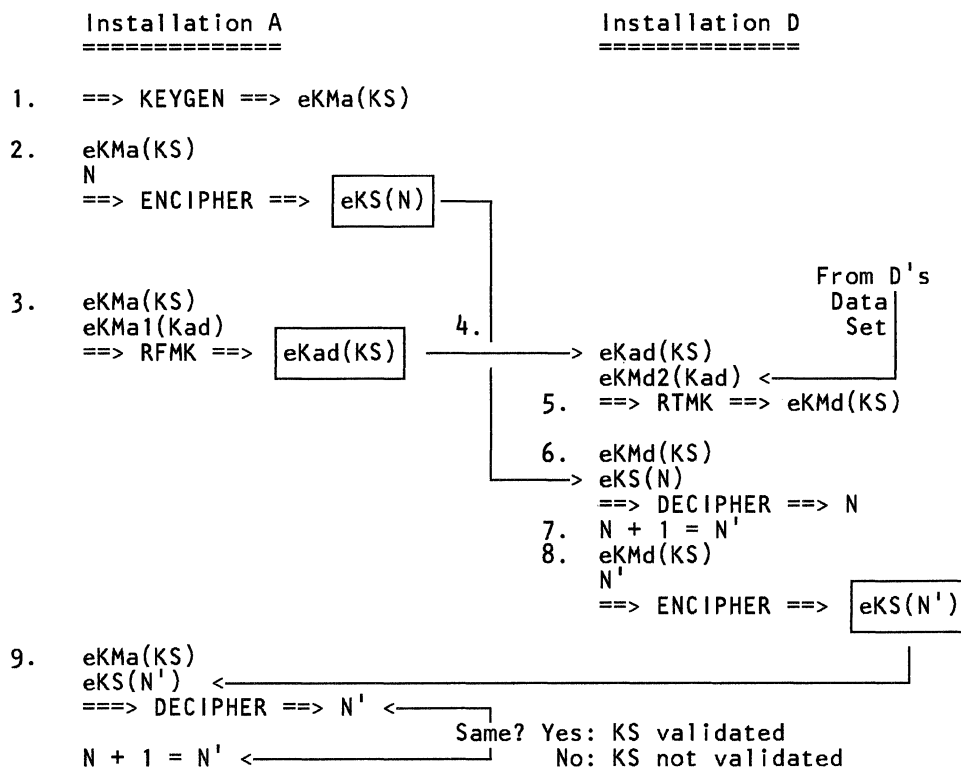 Installation A    Installation D
==============    ==============
1.    ==> KEYGEN ==> eKMa(KS)
2.    eKMa(KS)
N
==> ENCIPHER ==> eKS(N)
From D's
Data
Set
3.    eKMa(KS)
eKMa1(Kad)    4.
==> RFMK ==> eKad(KS) ——> eKad(KS)
eKMd2(Kad) <
5.    ==> RTMK ==> eKMd(KS)
6.    eKMd(KS)
> eKS(N)
==> DECIPHER ==> N
7.    N + 1 = N'
8.    eKMd(KS)
N'
==> ENCIPHER ==> eKS(N')
9.    eKMa(KS)
eKS(N') <
===> DECIPHER ==> N' <
Same? Yes: KS validated
N + 1 = N' <    No: KS not validated